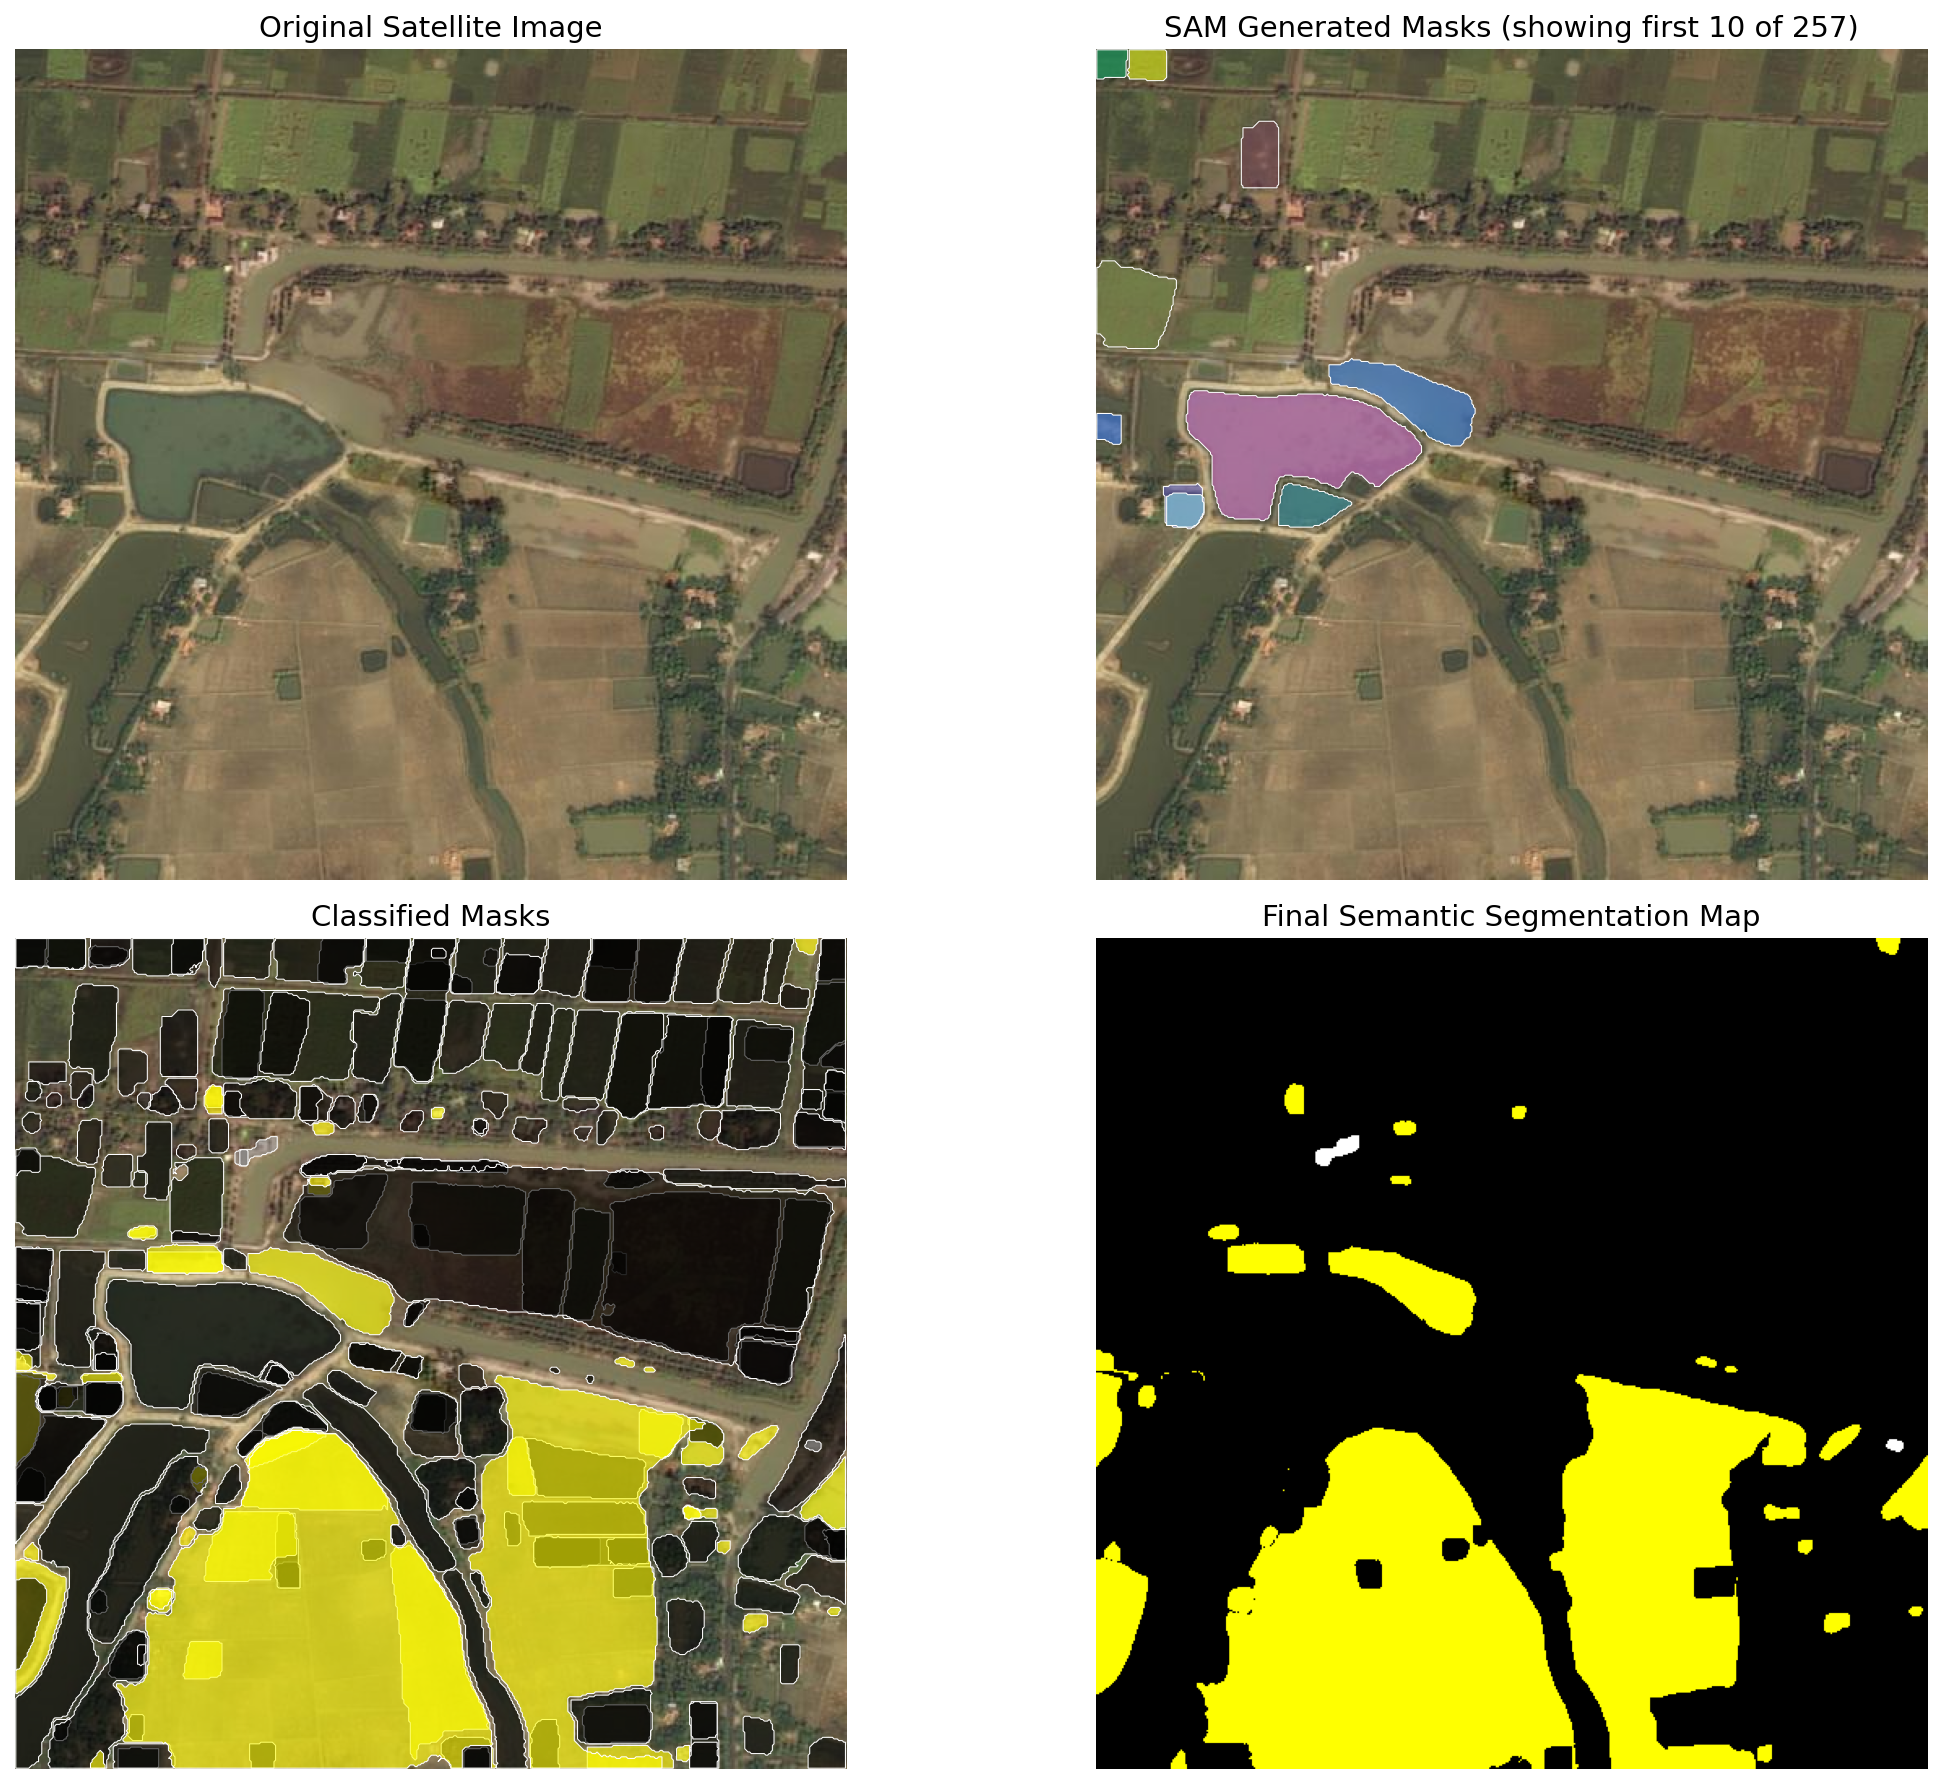 Original Satellite Image
SAM Generated Masks (showing first 10 of 257)
Classified Masks
Final Semantic Segmentation Map